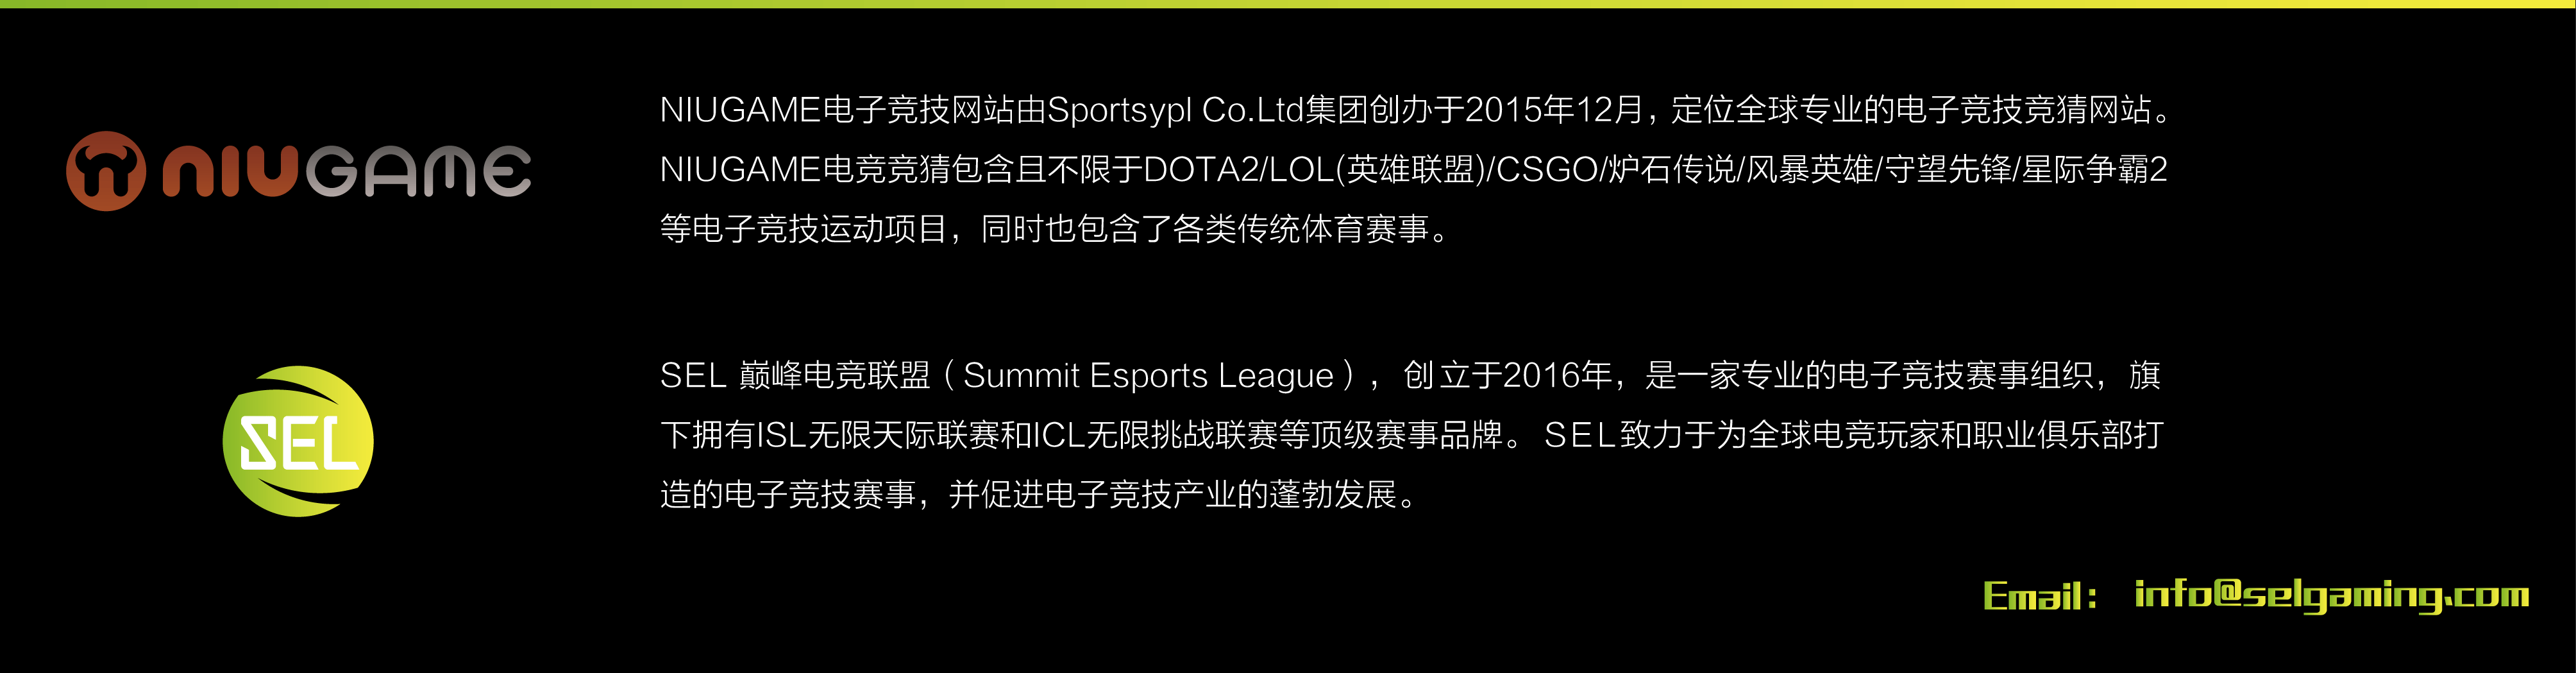 NIUGAME
NIUGAME电子竞技网站由Sportsypl Co.Ltd集团创办于2015年12月，定位全球专业的电子竞技竞猜网站。
NIUGAME电竞竞猜包含且不限于DOTA2/LOL(英雄联盟)/CSGO/炉石传说/风暴英雄/守望先锋/星际争霸2
等电子竞技运动项目，同时也包含了各类传统体育赛事。
SEL
SEL 巅峰电竞联盟（Summit Esports League）， 创立于2016年，是一家专业的电子竞技赛事组织，旗
下拥有ISL无限天际联赛和ICL无限挑战联赛等顶级赛事品牌。 SEL致力于为全球电竞玩家和职业俱乐部打
造的电子竞技赛事，并促进电子竞技产业的蓬勃发展。
Email： info@selgaming.com